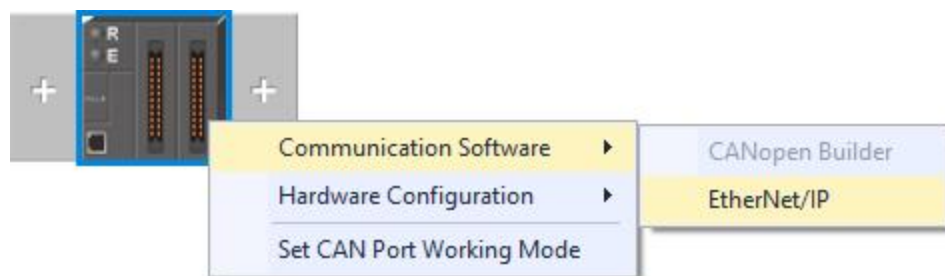 R
E
Communication Software
CANopen Builder
Hardware Configuration
EtherNet/IP
Set CAN Port Working Mode